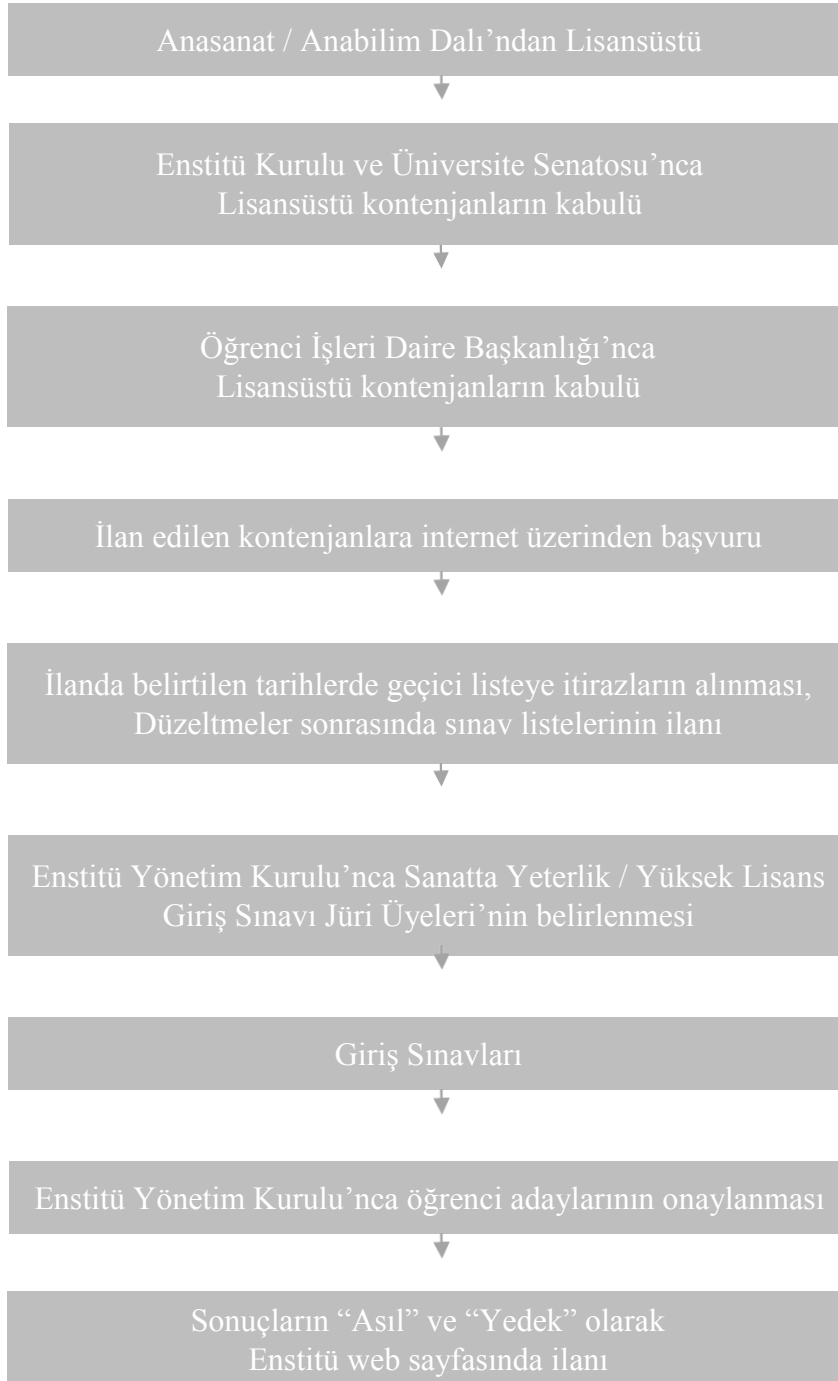 Anasanat / Anabilim Dalı’ndan Lisansüstü
Enstitü Kurulu ve Üniversite Senatosu’nca
Lisansüstü kontenjanların kabulü
Öğrenci İşleri Daire Başkanlığı’nca
Lisansüstü kontenjanların kabulü
İlan edilen kontenjanlara internet üzerinden başvuru
İlanda belirtilen tarihlerde geçici listeye itirazların alınması,
Düzeltmeler sonrasında sınav listelerinin ilanı
Enstitü Yönetim Kurulu’nca Sanatta Yeterlik / Yüksek Lisans
Giriş Sınavı Jüri Üyeleri’nin belirlenmesi
Giriş Sınavları
Enstitü Yönetim Kurulu’nca öğrenci adaylarının onaylanması
Sonuçların “Asıl” ve “Yedek” olarak
Enstitü web sayfasında ilanı